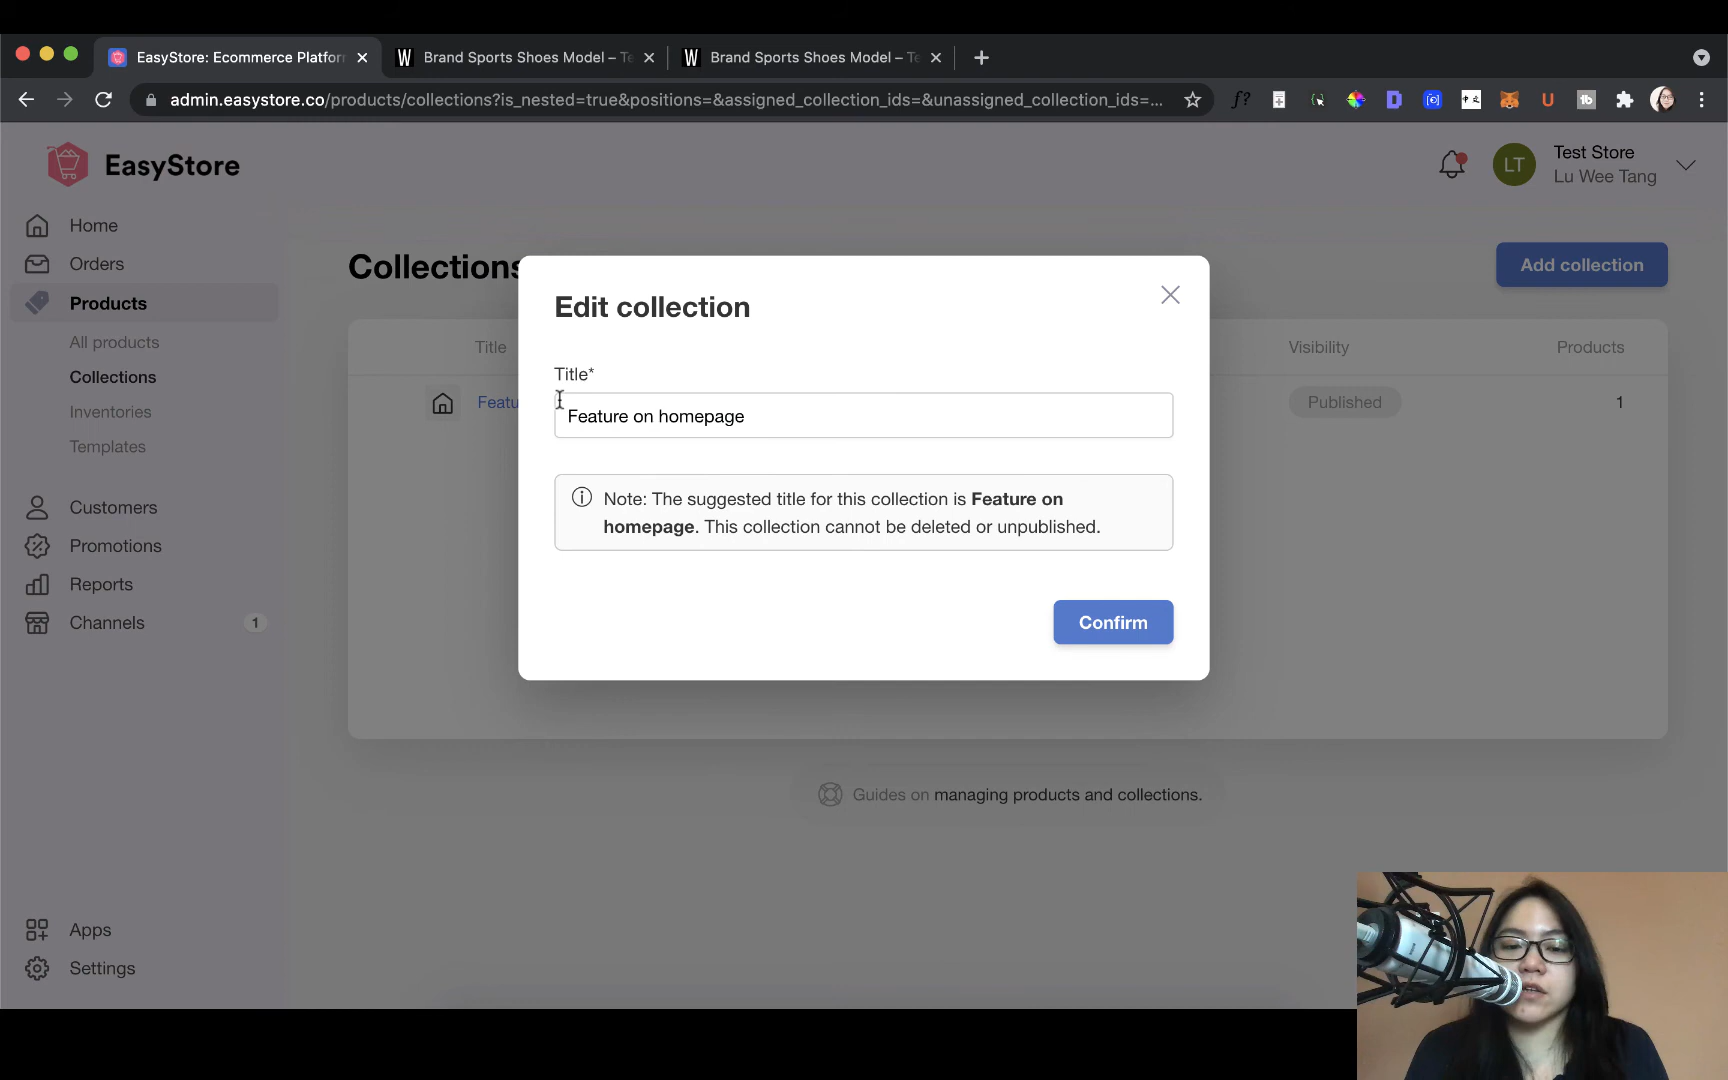 EasyStore: Ecommerce Platfor
Brand Sports Shoes Model – Te
Brand Sports Shoes Model – Te
admin.easystore.co/products/collections?is_nested=true&positions=&assigned_collection_ids=&unassigned_collection_ids=...
EasyStore
LT
Test Store
Lu Wee Tang
Home
Orders
Products
All products
Collections
Inventories
Templates
Customers
Promotions
Reports
Channels 1
Apps
Settings
Collections
Add collection
Title Visibility Products
Featu Published 1
Edit collection
Title*
Feature on homepage
Note: The suggested title for this collection is Feature on
homepage. This collection cannot be deleted or unpublished.
Confirm
Guides on managing products and collections.